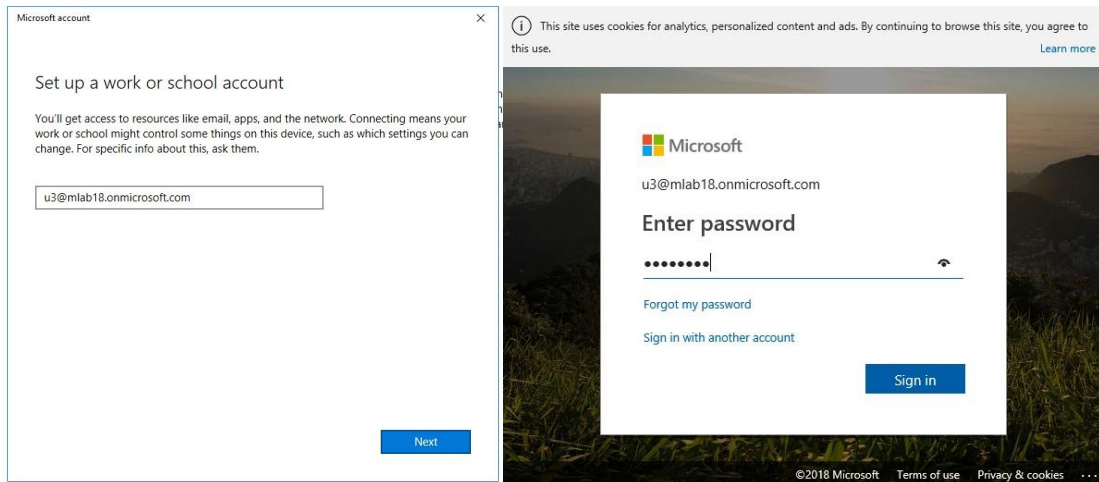 Microsoft account
Set up a work or school account
You'll get access to resources like email, apps, and the network. Connecting means your
work or school might control some things on this device, such as which settings you can
change. For specific info about this, ask them.
u3@mlab18.onmicrosoft.com
Next
This site uses cookies for analytics, personalized content and ads. By continuing to browse this site, you agree to
this use.
Learn more
Microsoft
u3@mlab18.onmicrosoft.com
Enter password
Forgot my password
Sign in with another account
Sign in
©2018 Microsoft Terms of use Privacy & cookies ...